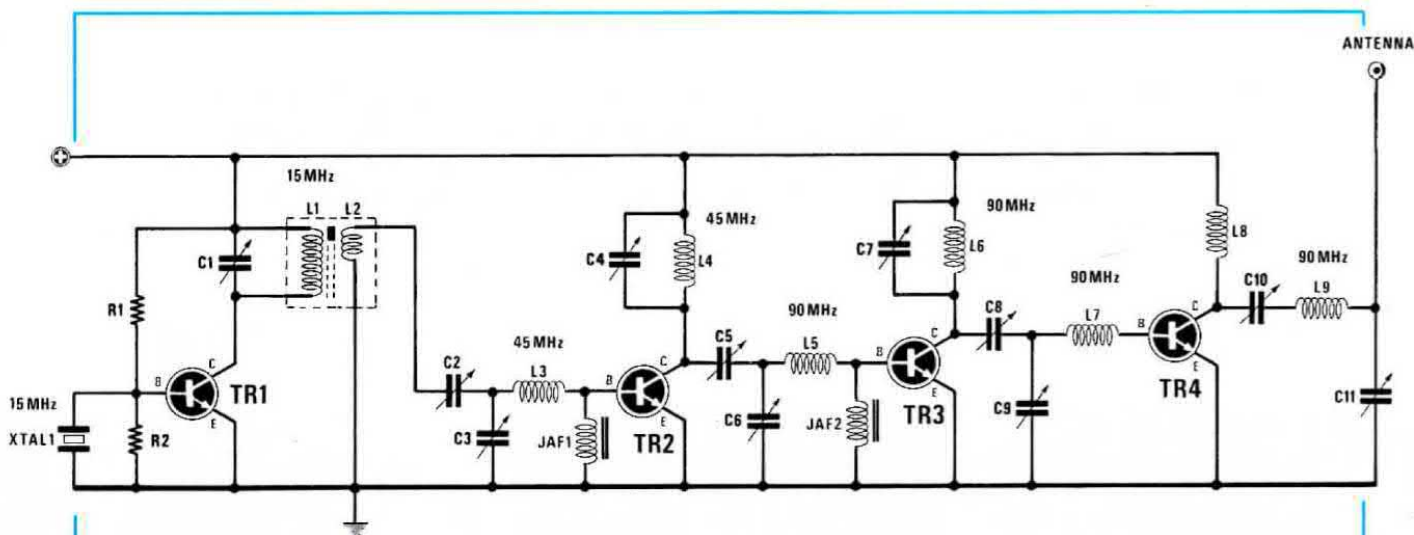 ANTENNA
15 MHz
L1 L2
45 MHz
90 MHz
C1
C4
L4
C7
L6
L8
R1
90 MHz
90 MHz
90 MHz
C10
L9
B
C
E
TR1
C2
45 MHz
L3
C5
L5
C8
L7
B
C
E
TR4
15 MHz
XTAL1
R2
C3
JAF1
B
C
E
TR2
C6
JAF2
B
C
E
TR3
C9
C11